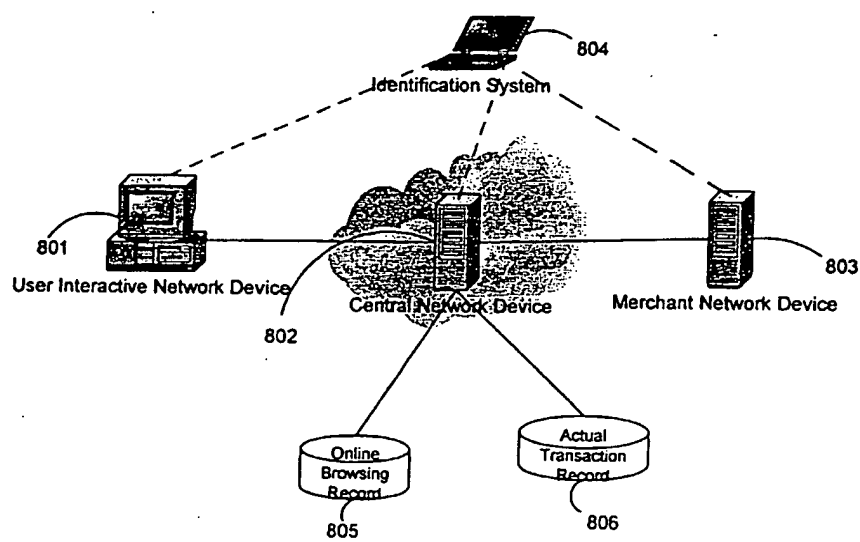 804
Identification System
801
803
User Interactive Network Device
Central Network Device
Merchant Network Device
802
Online
Browsing
Record
Actual
Transaction
Record
805
806